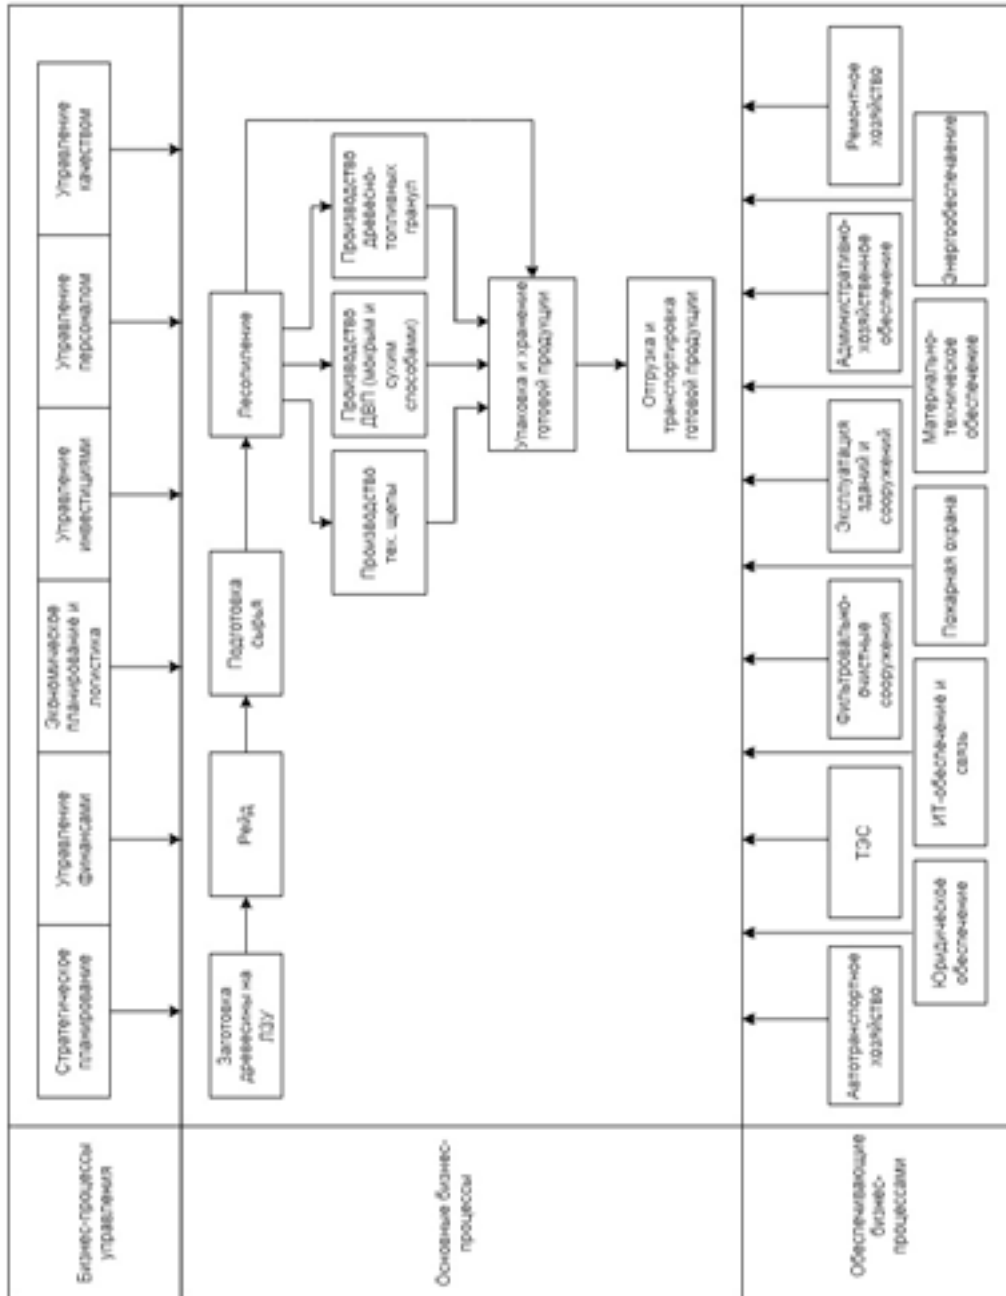 Бизнес-процессы
управления
Стратегическое
планирование
Управление
финансами
Экономическое
планирование и
логистика
Управление
инвестициями
Управление
персоналом
Управление
качеством
Основные бизнес-
процессы
Заготовка
древесины на
ЛЗУ
Рейд
Подготовка
сырья
Лесопиление
Производство
тех. щепы
Производство
ДВП (мокрым и
сухим
способами)
Производство
древесно-
топливных
гранул
Упаковка и хранение
готовой продукции
Отгрузка и
транспортировка
готовой продукции
Обеспечивающие
бизнес-
процессами
Автотранспортное
хозяйство
ТЭС
Фильтровально-
очистные
сооружения
Эксплуатация
зданий и
сооружений
Административно-
хозяйственное
обеспечение
Ремонтное
хозяйство
Юридическое
обеспечение
ИТ-обеспечение и
связь
Пожарная охрана
Материально-
техническое
обеспечение
Энергообеспечаение